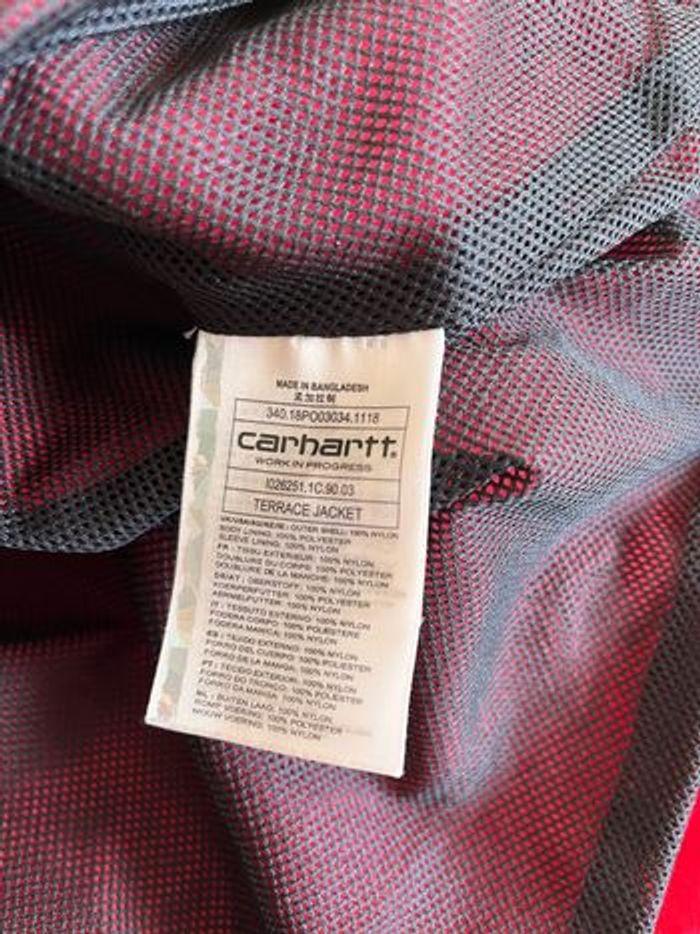 MADE IN BANGLADESH
孟加拉制
340.18PO03034.1118
carhartt.
WORK IN PROGRESS
I026251.1C.90.03
TERRACE JACKET
OUTER SHELL: 100% NYLON
BODY LINING: 100% POLYESTER
SLEEVE LINING: 100% NYLON
FR : TISSU EXTERIEUR: 100% NYLON
DOUBLURE DU CORPS: 100% POLYESTER
DOUBLURE DE LA MANCHE: 100% NYLON
DE/AT : OBERSTOFF: 100% NYLON
KOERPERFUTTER: 100% POLYESTER
AERMELFUTTER: 100% NYLON
IT : TESSUTO ESTERNO: 100% NYLON
FODERA CORPO: 100% POLIESTERE
FODERA MANICA: 100% NYLON
ES : TEJIDO EXTERNO: 100% NYLON
FORRO DEL CUERPO: 100% POLIESTER
FORRO DE LA MANGA: 100% NYLON
PT : TECIDO EXTERIOR: 100% NYLON
FORRO DO TRONCO: 100% POLIESTER
FORRO DA MANGA: 100% NYLON
NL : BUITEN LAAG: 100% NYLON
ROMP VOERING: 100% POLYESTER
MOUW VOERING: 100% NYLON